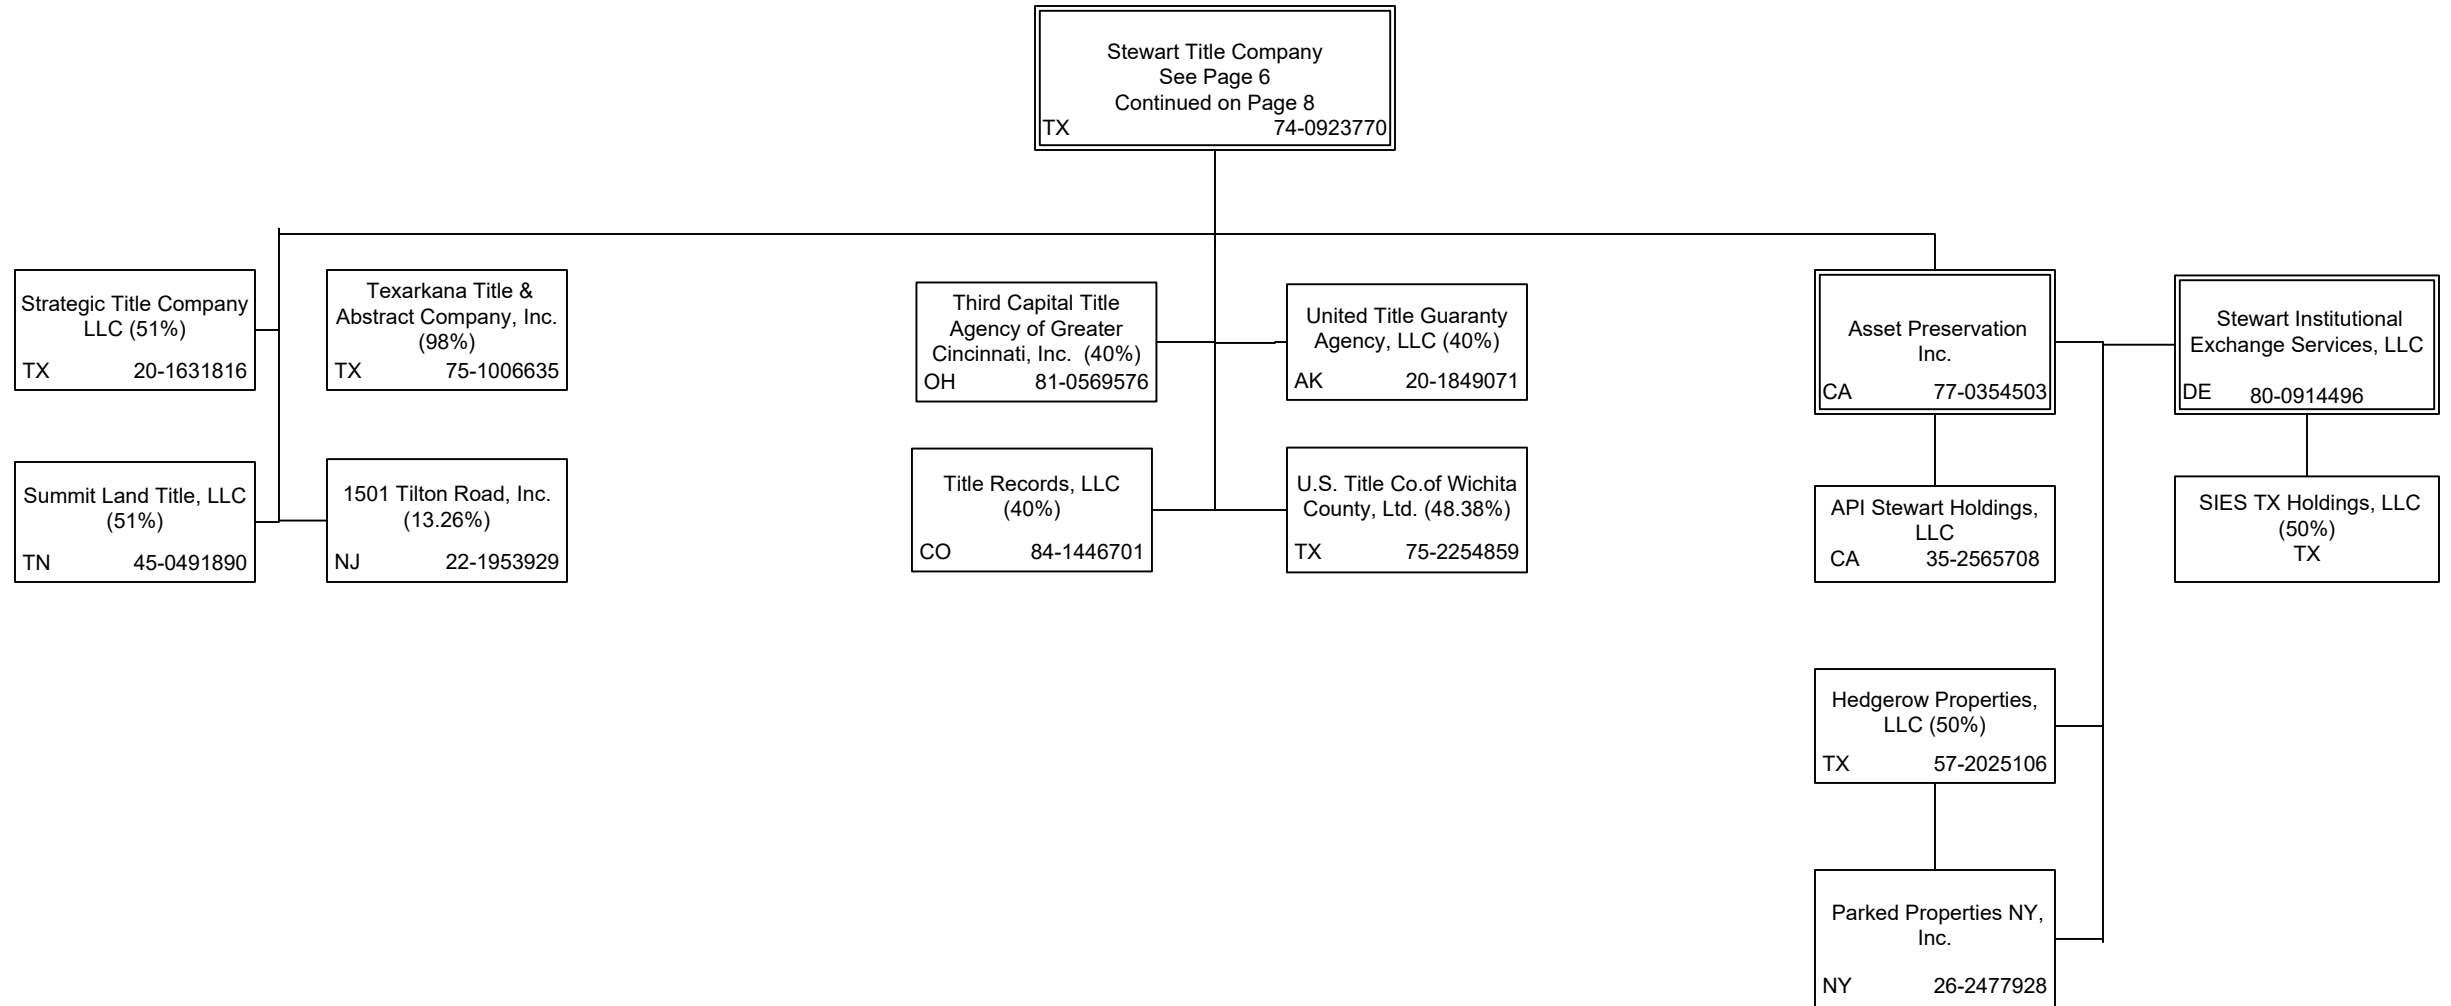 Stewart Title Company
See Page 6
Continued on Page 8
TX 74-0923770
Strategic Title Company
LLC (51%)
TX 20-1631816
Texarkana Title &
Abstract Company, Inc.
(98%)
TX 75-1006635
Third Capital Title
Agency of Greater
Cincinnati, Inc. (40%)
OH 81-0569576
United Title Guaranty
Agency, LLC (40%)
AK 20-1849071
Asset Preservation
Inc.
CA 77-0354503
Stewart Institutional
Exchange Services, LLC
DE 80-0914496
Summit Land Title, LLC
(51%)
TN 45-0491890
1501 Tilton Road, Inc.
(13.26%)
NJ 22-1953929
Title Records, LLC
(40%)
CO 84-1446701
U.S. Title Co.of Wichita
County, Ltd. (48.38%)
TX 75-2254859
API Stewart Holdings,
LLC
CA 35-2565708
SIES TX Holdings, LLC
(50%)
TX
Hedgerow Properties,
LLC (50%)
TX 57-2025106
Parked Properties NY,
Inc.
NY 26-2477928